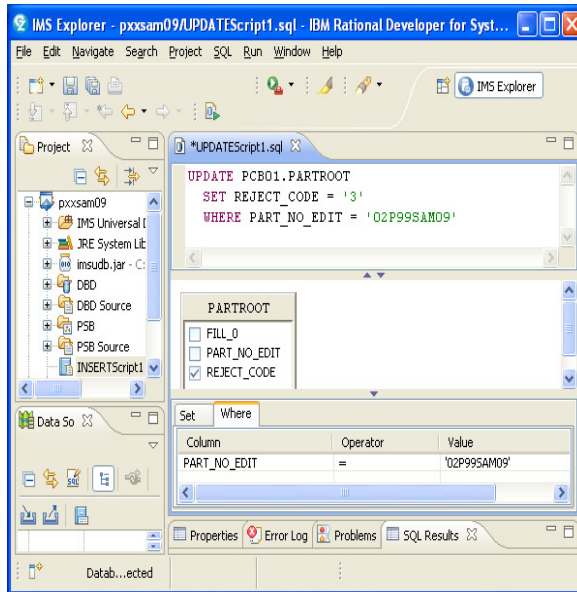 IMS Explorer - pxxsam09/UPDATEScript1.sql - IBM Rational Developer for Syst...
File Edit Navigate Search Project SQL Run Window Help
IMS Explorer
Project
*UPDATEScript1.sql
UPDATE PCB01.PARTROOT
SET REJECT_CODE = '3'
WHERE PART_NO_EDIT = '02P99SAM09'
pxxsam09
IMS Universal D
JRE System Lib
imsudb.jar - C:
DBD
DBD Source
PSB
PSB Source
INSERTScript1
PARTROOT
FILL_0
PART_NO_EDIT
REJECT_CODE
Data So
Set Where
Column Operator Value
PART_NO_EDIT = '02P99SAM09'
Properties Error Log Problems SQL Results
Datab...ected